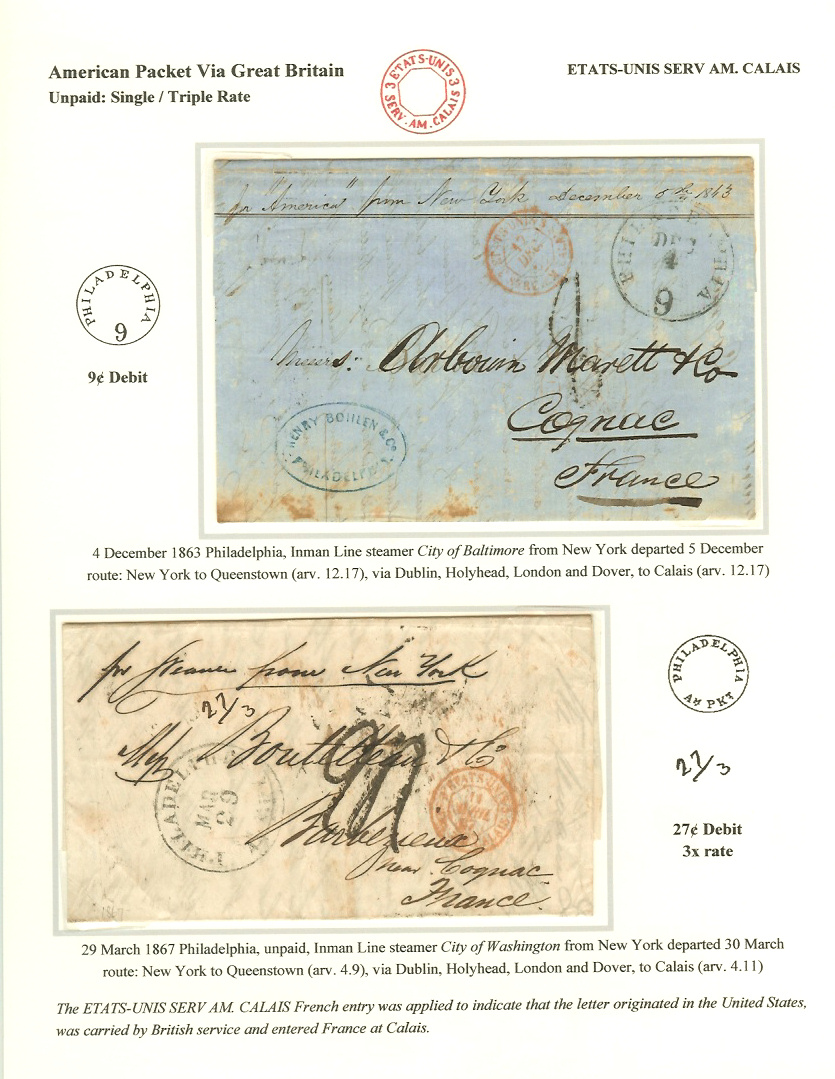 American Packet Via Great Britain
Unpaid: Single / Triple Rate
3 ETATS-UNIS 3
SERV. AM. CALAIS
ETATS-UNIS SERV AM. CALAIS
pr "America" from New York December 5th 1863
PHILADELPHIA
DEC
4
9
PHILADELPHIA
9
9¢ Debit
Messrs: Arbouin Marett & Co
Cognac
France
HENRY BOHLEN & Co
PHILADELPHIA
4 December 1863 Philadelphia, Inman Line steamer City of Baltimore from New York departed 5 December
route: New York to Queenstown (arv. 12.17), via Dublin, Holyhead, London and Dover, to Calais (arv. 12.17)
pr Steamer from New York
27/3
PHILADELPHIA
MAR
29
& Co
Barbezieux
near Cognac
France.
ETATS-UNIS
1867
PHILADELPHIA
Am PKT
27/3
27¢ Debit
3x rate
29 March 1867 Philadelphia, unpaid, Inman Line steamer City of Washington from New York departed 30 March
route: New York to Queenstown (arv. 4.9), via Dublin, Holyhead, London and Dover, to Calais (arv. 4.11)
The ETATS-UNIS SERV AM. CALAIS French entry was applied to indicate that the letter originated in the United States,
was carried by British service and entered France at Calais.